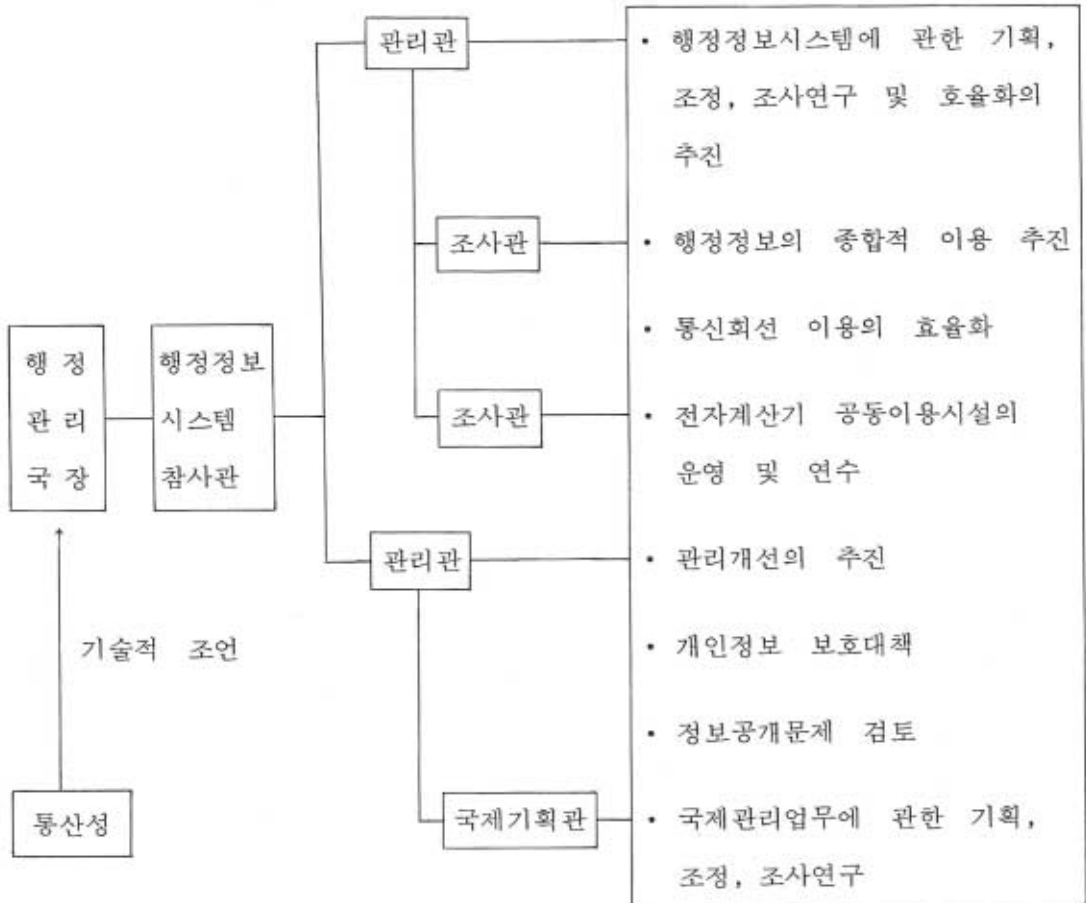 관리관
• 행정정보시스템에 관한 기획,
조정, 조사연구 및 호율화의
추진
조사관
• 행정정보의 종합적 이용 추진
• 통신회선 이용의 효율화
행 정
관 리
국 장
행정정보
시스템
참사관
조사관
• 전자계산기 공동이용시설의
운영 및 연수
관리관
• 관리개선의 추진
기술적 조언
• 개인정보 보호대책
• 정보공개문제 검토
통산성
국제기획관
• 국제관리업무에 관한 기획,
조정, 조사연구